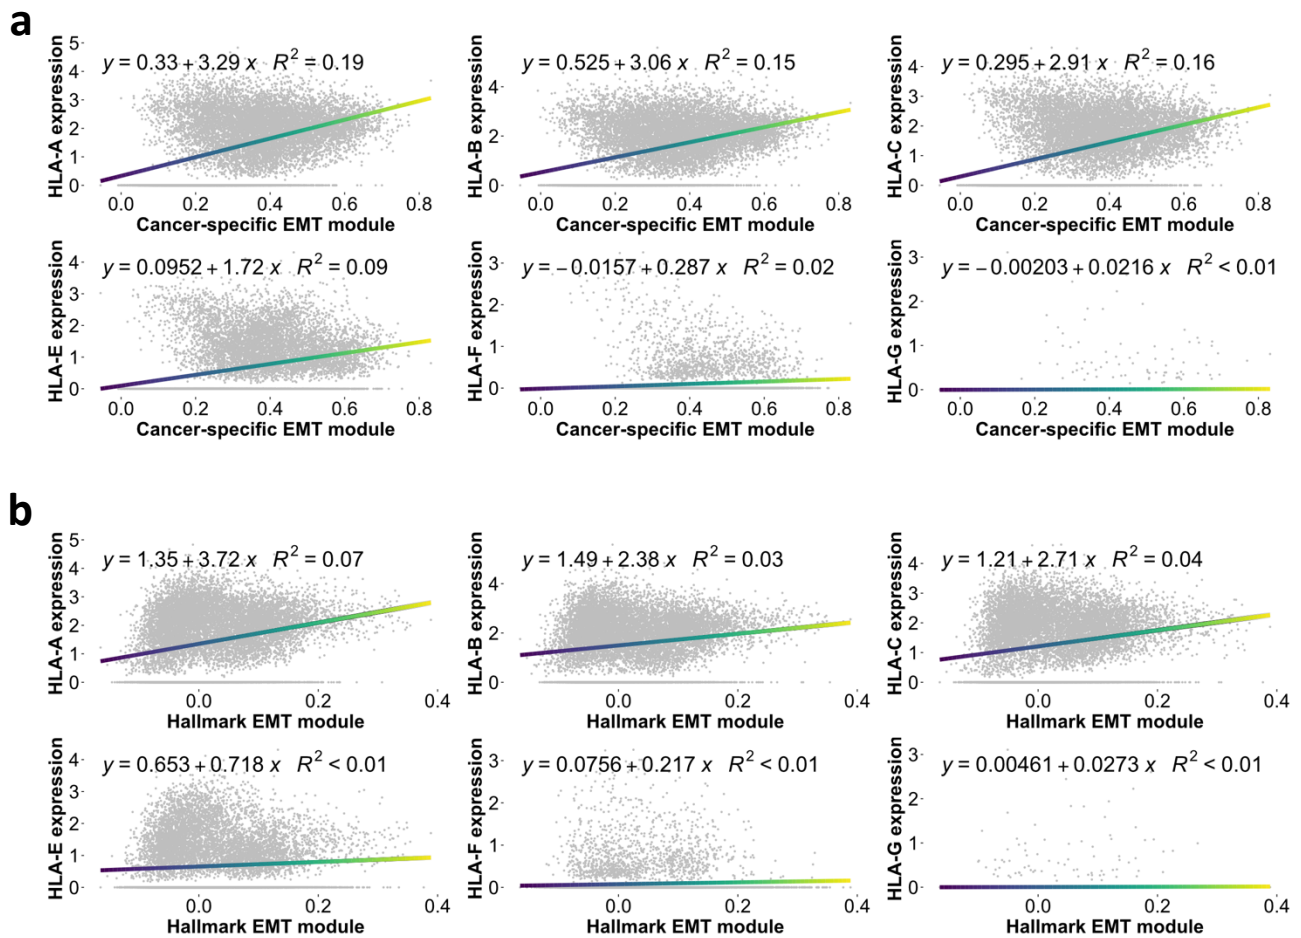 a
y = 0.33 + 3.29 x R² = 0.19
HLA-A expression
5
4
3
2
1
0
0.0 0.2 0.4 0.6 0.8
Cancer-specific EMT module
y = 0.525 + 3.06 x R² = 0.15
HLA-B expression
4
2
0
0.0 0.2 0.4 0.6 0.8
Cancer-specific EMT module
y = 0.295 + 2.91 x R² = 0.16
HLA-C expression
4
3
2
1
0
0.0 0.2 0.4 0.6 0.8
Cancer-specific EMT module
y = 0.0952 + 1.72 x R² = 0.09
HLA-E expression
4
3
2
1
0
0.0 0.2 0.4 0.6 0.8
Cancer-specific EMT module
y = −0.0157 + 0.287 x R² = 0.02
HLA-F expression
3
2
1
0
0.0 0.2 0.4 0.6 0.8
Cancer-specific EMT module
y = −0.00203 + 0.0216 x R² < 0.01
HLA-G expression
3
2
1
0
0.0 0.2 0.4 0.6 0.8
Cancer-specific EMT module
b
y = 1.35 + 3.72 x R² = 0.07
HLA-A expression
5
4
3
2
1
0
0.0 0.2 0.4
Hallmark EMT module
y = 1.49 + 2.38 x R² = 0.03
HLA-B expression
4
2
0
0.0 0.2 0.4
Hallmark EMT module
y = 1.21 + 2.71 x R² = 0.04
HLA-C expression
4
3
2
1
0
0.0 0.2 0.4
Hallmark EMT module
y = 0.653 + 0.718 x R² < 0.01
HLA-E expression
4
3
2
1
0
0.0 0.2 0.4
Hallmark EMT module
y = 0.0756 + 0.217 x R² < 0.01
HLA-F expression
3
2
1
0
0.0 0.2 0.4
Hallmark EMT module
y = 0.00461 + 0.0273 x R² < 0.01
HLA-G expression
3
2
1
0
0.0 0.2 0.4
Hallmark EMT module